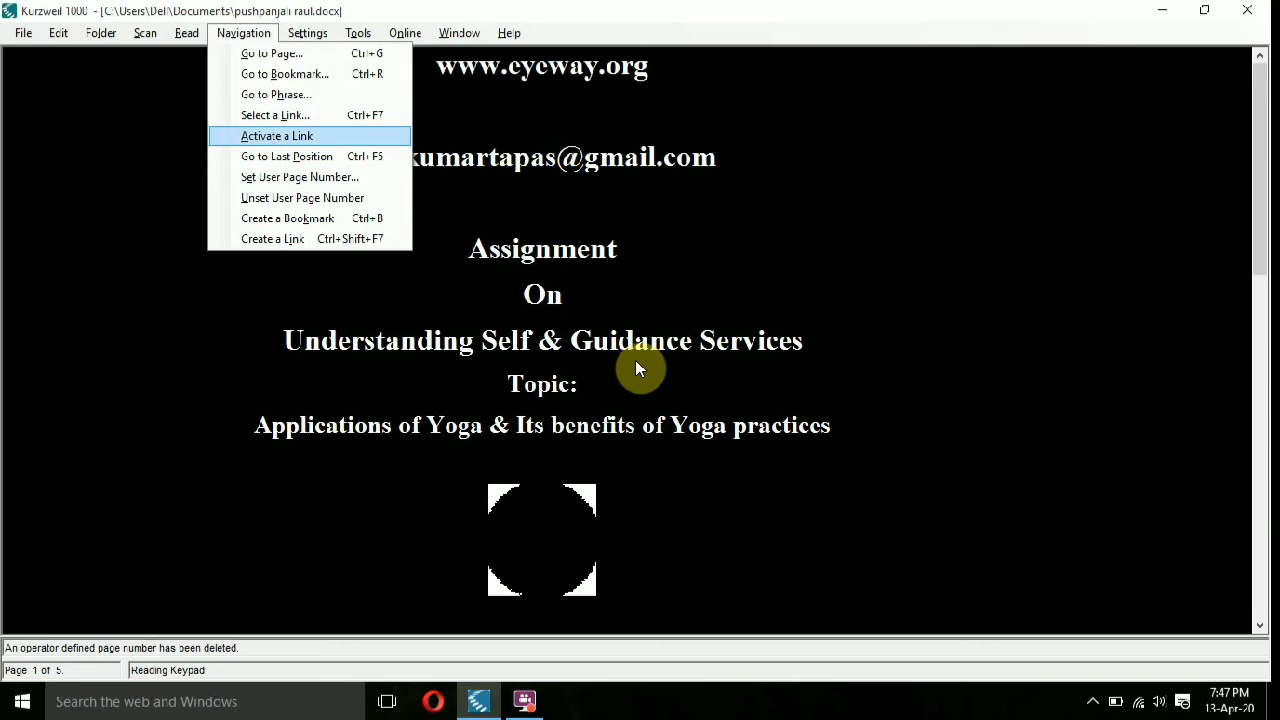 Kurzweil 1000 - [C:\Users\Dell\Documents\pushpanjali raul.docx]
File Edit Folder Scan Read Navigation Settings Tools Online Window Help
Go to Page... Ctrl+G
Go to Bookmark... Ctrl+R
Go to Phrase...
Select a Link... Ctrl+F7
Activate a Link
Go to Last Position Ctrl+F5
Set User Page Number...
Unset User Page Number
Create a Bookmark Ctrl+B
Create a Link Ctrl+Shift+F7
www.eyeway.org
kumartapas@gmail.com
Assignment
On
Understanding Self & Guidance Services
Topic:
Applications of Yoga & Its benefits of Yoga practices
An operator defined page number has been deleted.
Page 1 of 5. Reading Keypad
Search the web and Windows
7:47 PM
13-Apr-20